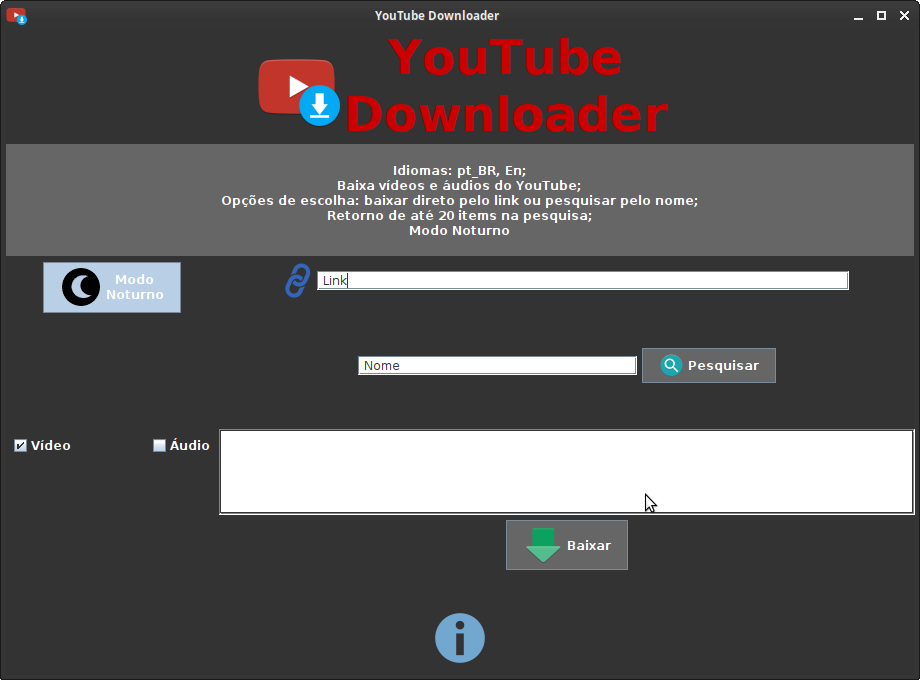 YouTube Downloader
YouTube
Downloader
Idiomas: pt_BR, En;
Baixa vídeos e áudios do YouTube;
Opções de escolha: baixar direto pelo link ou pesquisar pelo nome;
Retorno de até 20 items na pesquisa;
Modo Noturno
Modo
Noturno
Link
Nome
Pesquisar
Vídeo
Áudio
Baixar